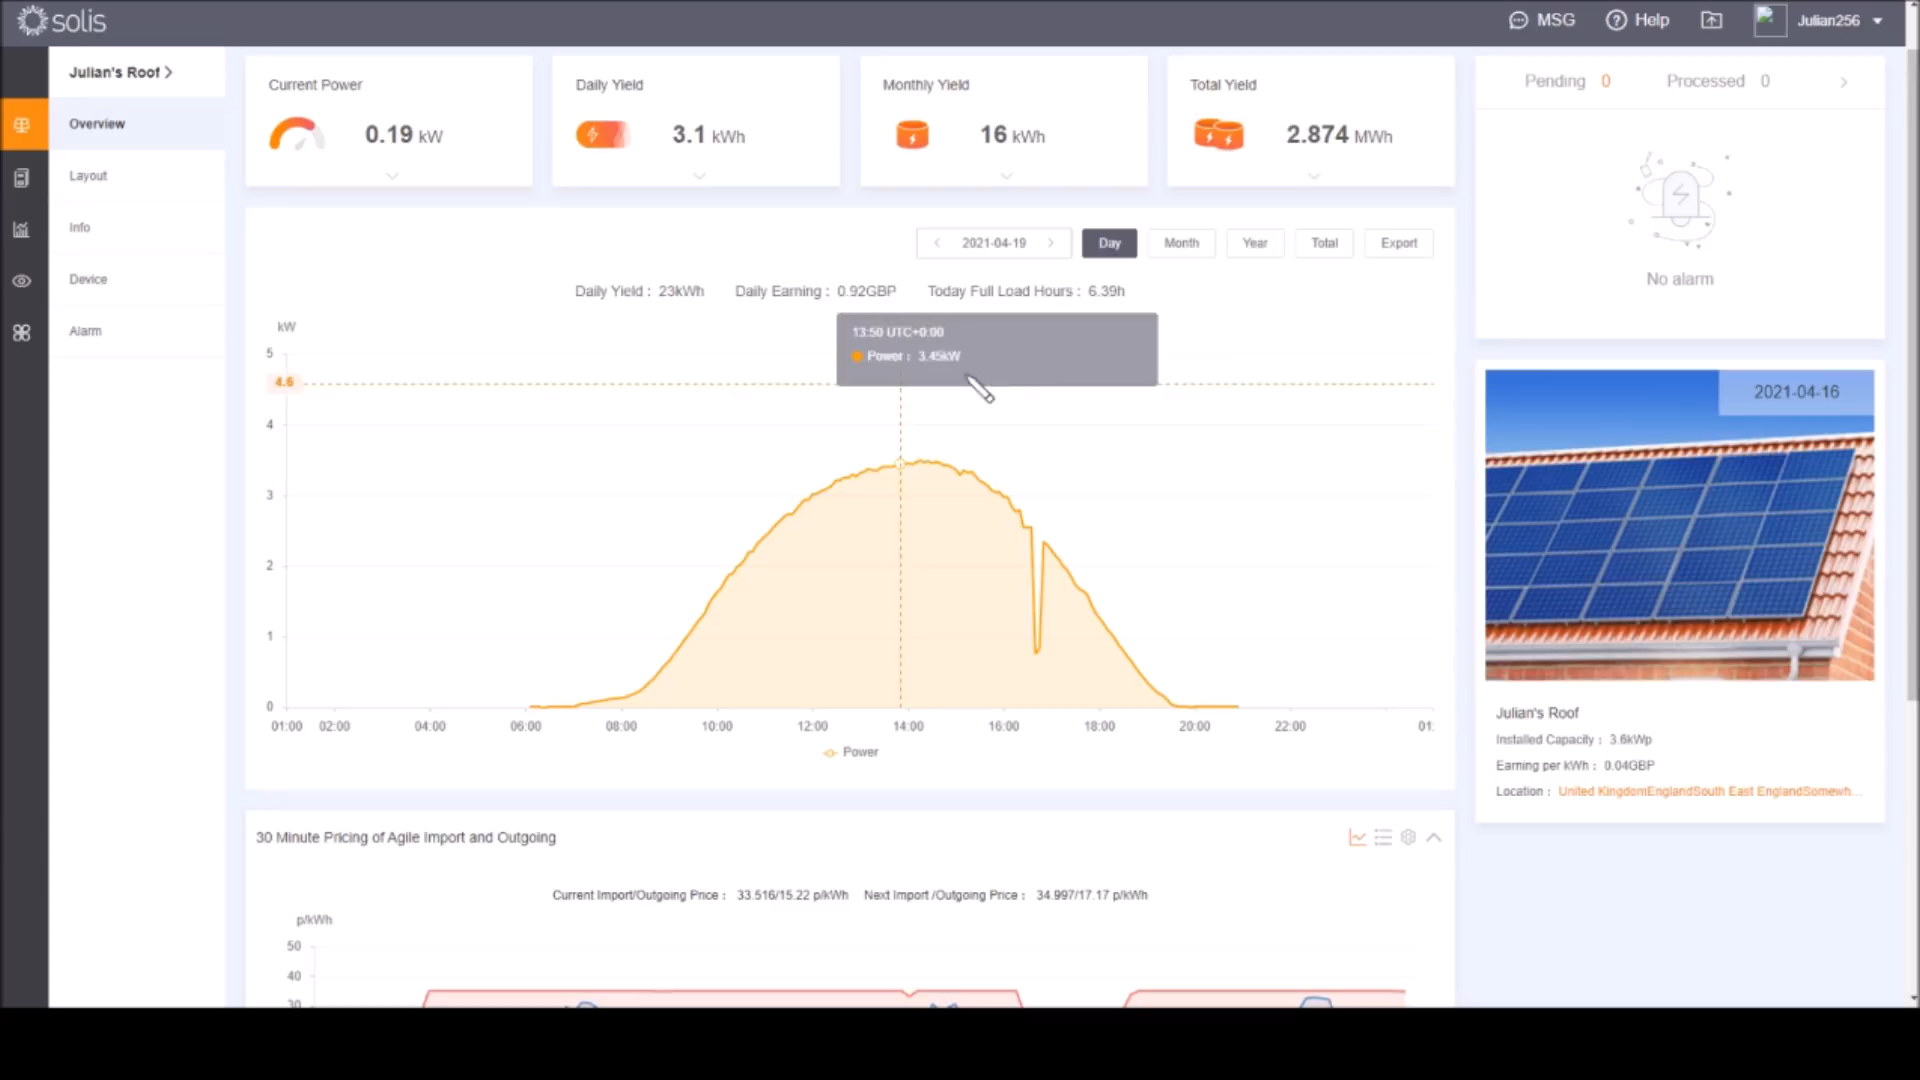 solis
MSG
Help
Julian256
Julian's Roof
Overview
Layout
Info
Device
Alarm
Current Power
0.19 kW
Daily Yield
3.1 kWh
Monthly Yield
16 kWh
Total Yield
2.874 MWh
Pending 0 Processed 0
No alarm
2021-04-19
Day
Month
Year
Total
Export
Daily Yield : 23kWh Daily Earning : 0.92GBP Today Full Load Hours : 6.39h
kW
13:50 UTC+0:00
Power : 3.45kW
5
4.6
4
3
2
1
0
01:00 02:00 04:00 06:00 08:00 10:00 12:00 14:00 16:00 18:00 20:00 22:00 01:
Power
2021-04-16
Julian's Roof
Installed Capacity : 3.6kWp
Earning per kWh : 0.04GBP
Location : United KingdomEnglandSouth East EnglandSomewh...
30 Minute Pricing of Agile Import and Outgoing
Current Import/Outgoing Price : 33.516/15.22 p/kWh Next Import /Outgoing Price : 34.997/17.17 p/kWh
p/kWh
50
40
30